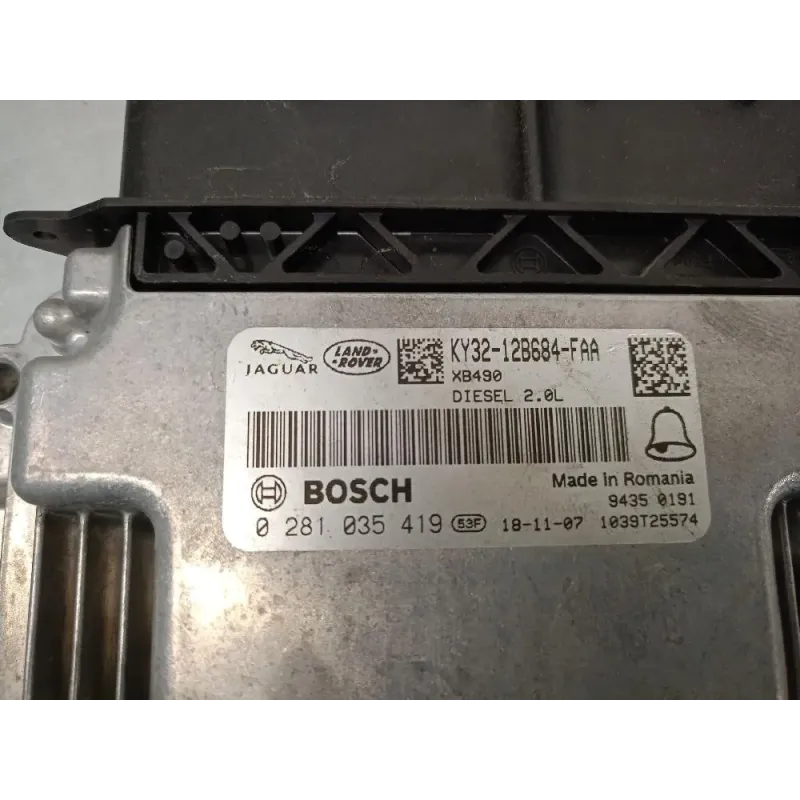 JAGUAR
LAND-
-ROVER
KY32-12B684-FAA
XB490
DIESEL 2.0L
BOSCH
Made in Romania
9435 0191
0 281 035 419 53F 18-11-07 1039T25574